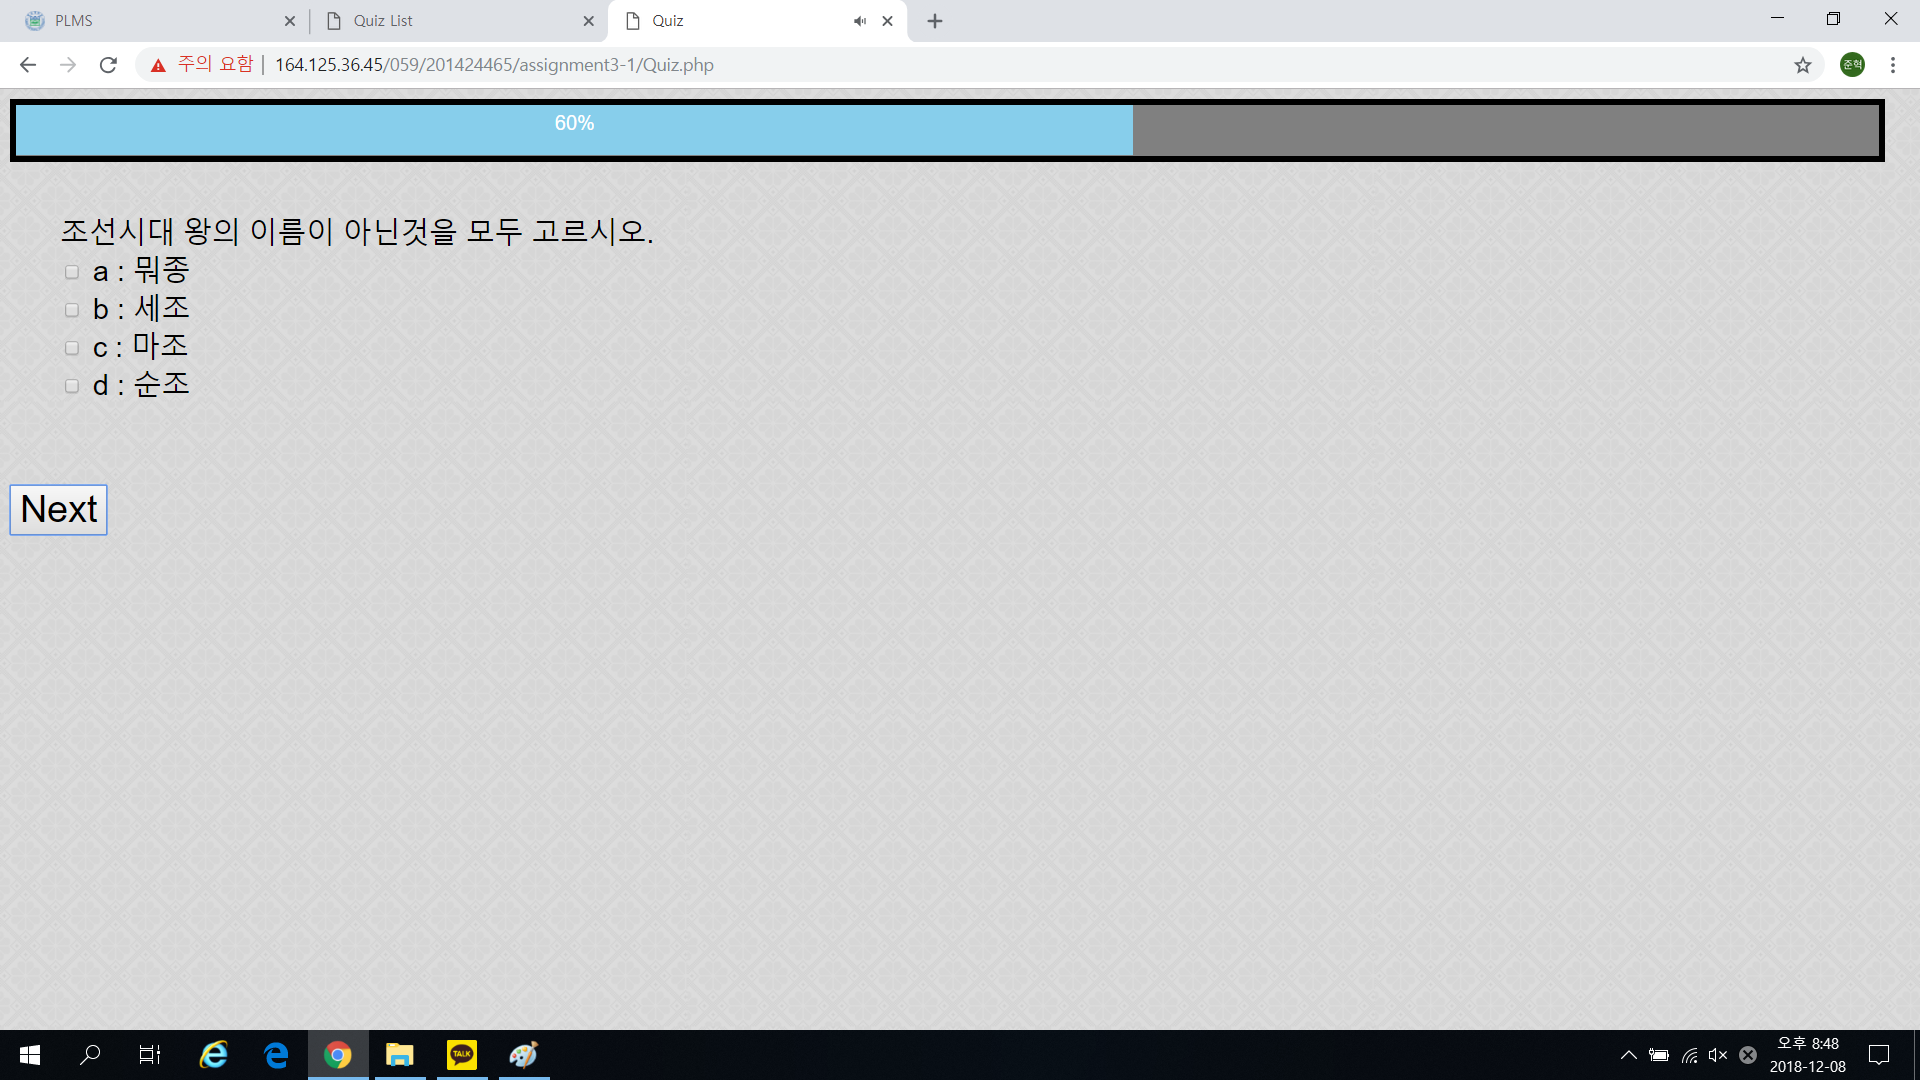 PLMS
Quiz List
Quiz
주의 요함
164.125.36.45/059/201424465/assignment3-1/Quiz.php
준혁
60%
조선시대 왕의 이름이 아닌것을 모두 고르시오.
a : 뭐종
b : 세조
c : 마조
d : 순조
Next
TALK
오후 8:48
2018-12-08